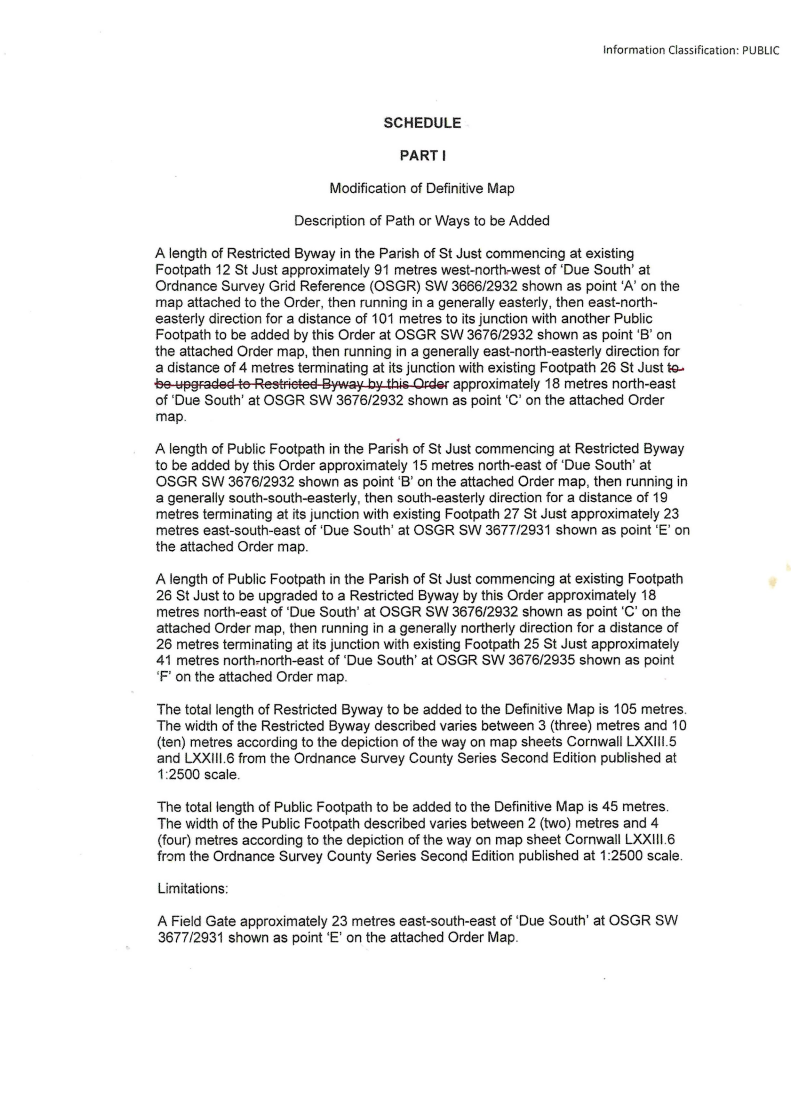 Information Classification: PUBLIC
SCHEDULE
PART I
Modification of Definitive Map
Description of Path or Ways to be Added
A length of Restricted Byway in the Parish of St Just commencing at existing
Footpath 12 St Just approximately 91 metres west-north-west of 'Due South' at
Ordnance Survey Grid Reference (OSGR) SW 3666/2932 shown as point 'A' on the
map attached to the Order, then running in a generally easterly, then east-north-
easterly direction for a distance of 101 metres to its junction with another Public
Footpath to be added by this Order at OSGR SW 3676/2932 shown as point 'B' on
the attached Order map, then running in a generally east-north-easterly direction for
a distance of 4 metres terminating at its junction with existing Footpath 26 St Just to
be upgraded to Restricted Byway by this Order approximately 18 metres north-east
of 'Due South' at OSGR SW 3676/2932 shown as point 'C' on the attached Order
map.
A length of Public Footpath in the Parish of St Just commencing at Restricted Byway
to be added by this Order approximately 15 metres north-east of 'Due South' at
OSGR SW 3676/2932 shown as point 'B' on the attached Order map, then running in
a generally south-south-easterly, then south-easterly direction for a distance of 19
metres terminating at its junction with existing Footpath 27 St Just approximately 23
metres east-south-east of 'Due South' at OSGR SW 3677/2931 shown as point 'E' on
the attached Order map.
A length of Public Footpath in the Parish of St Just commencing at existing Footpath
26 St Just to be upgraded to a Restricted Byway by this Order approximately 18
metres north-east of 'Due South' at OSGR SW 3676/2932 shown as point 'C' on the
attached Order map, then running in a generally northerly direction for a distance of
26 metres terminating at its junction with existing Footpath 25 St Just approximately
41 metres north-north-east of 'Due South' at OSGR SW 3676/2935 shown as point
'F' on the attached Order map.
The total length of Restricted Byway to be added to the Definitive Map is 105 metres.
The width of the Restricted Byway described varies between 3 (three) metres and 10
(ten) metres according to the depiction of the way on map sheets Cornwall LXXIII.5
and LXXIII.6 from the Ordnance Survey County Series Second Edition published at
1:2500 scale.
The total length of Public Footpath to be added to the Definitive Map is 45 metres.
The width of the Public Footpath described varies between 2 (two) metres and 4
(four) metres according to the depiction of the way on map sheet Cornwall LXXIII.6
from the Ordnance Survey County Series Second Edition published at 1:2500 scale.
Limitations:
A Field Gate approximately 23 metres east-south-east of 'Due South' at OSGR SW
3677/2931 shown as point 'E' on the attached Order Map.